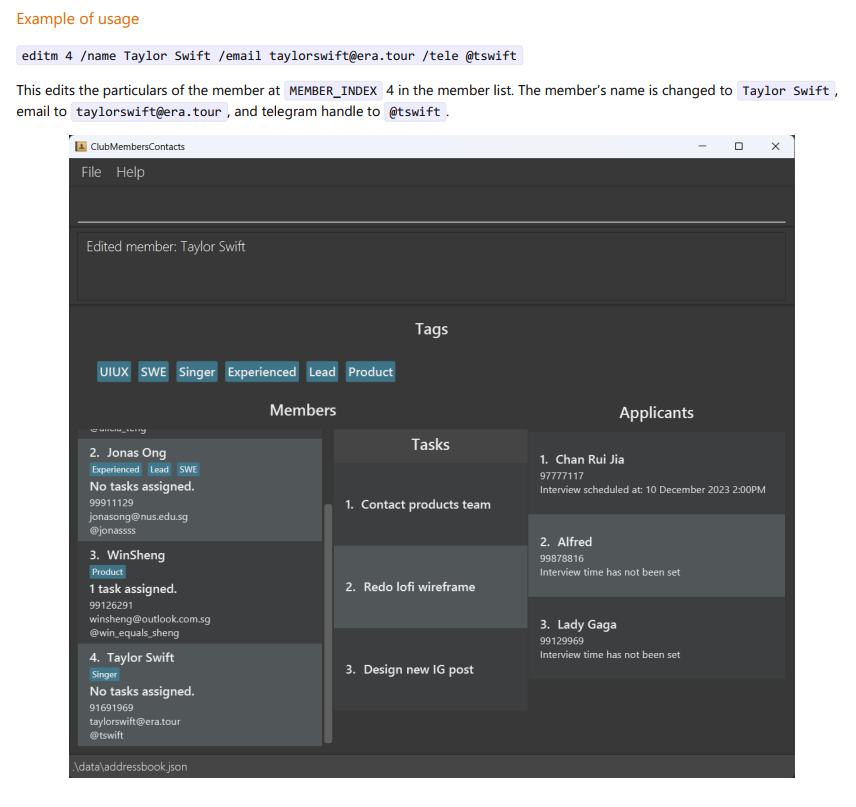 Example of usage
editm 4 /name Taylor Swift /email taylorswift@era.tour /tele @tswift
This edits the particulars of the member at MEMBER_INDEX 4 in the member list. The member's name is changed to Taylor Swift,
email to taylorswift@era.tour, and telegram handle to @tswift.
ClubMembersContacts
File Help
Edited member: Taylor Swift
Tags
UIUX SWE Singer Experienced Lead Product
Members
2. Jonas Ong
Experienced Lead SWE
No tasks assigned.
99911129
jonasong@nus.edu.sg
@jonassss
3. WinSheng
Product
1 task assigned.
99126291
winsheng@outlook.com.sg
@win_equals_sheng
4. Taylor Swift
Singer
No tasks assigned.
91691969
taylorswift@era.tour
@tswift
Tasks
1. Contact products team
2. Redo lofi wireframe
3. Design new IG post
Applicants
1. Chan Rui Jia
97777117
Interview scheduled at: 10 December 2023 2:00PM
2. Alfred
99878816
Interview time has not been set
3. Lady Gaga
99129969
Interview time has not been set
.\data\addressbook.json